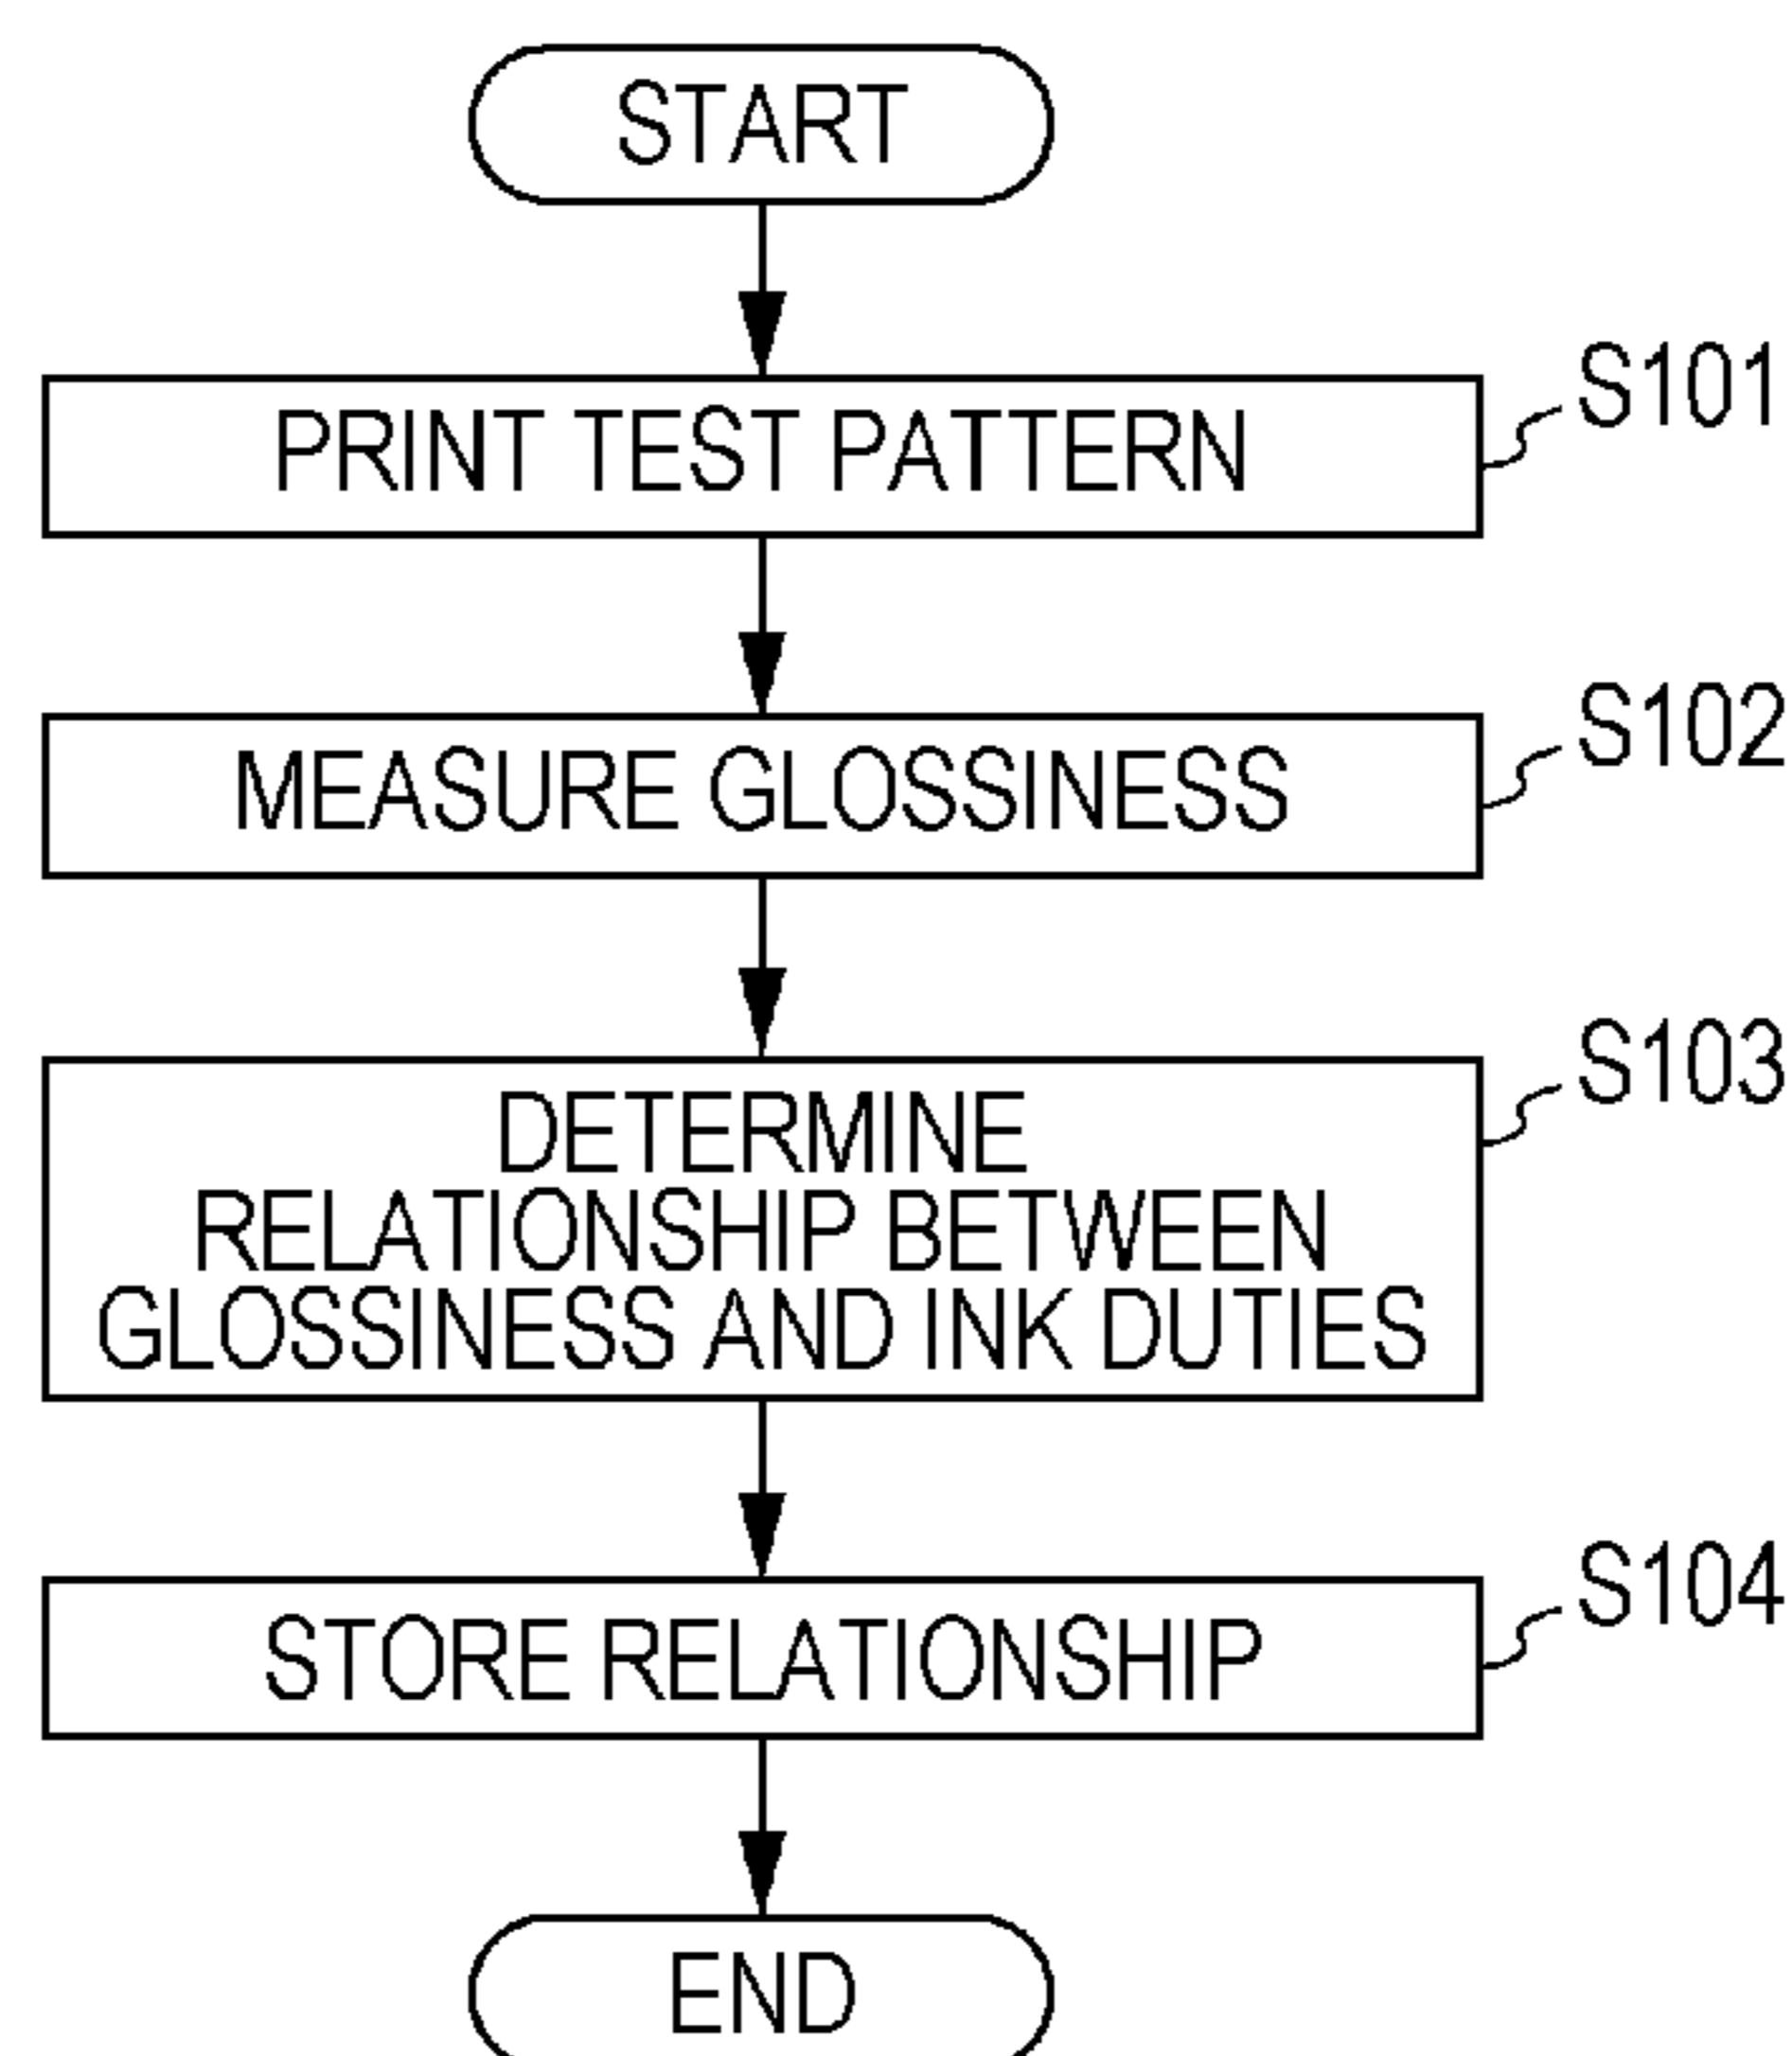 START
PRINT TEST PATTERN
S101
MEASURE GLOSSINESS
S102
DETERMINE
RELATIONSHIP BETWEEN
GLOSSINESS AND INK DUTIES
S103
STORE RELATIONSHIP
S104
END